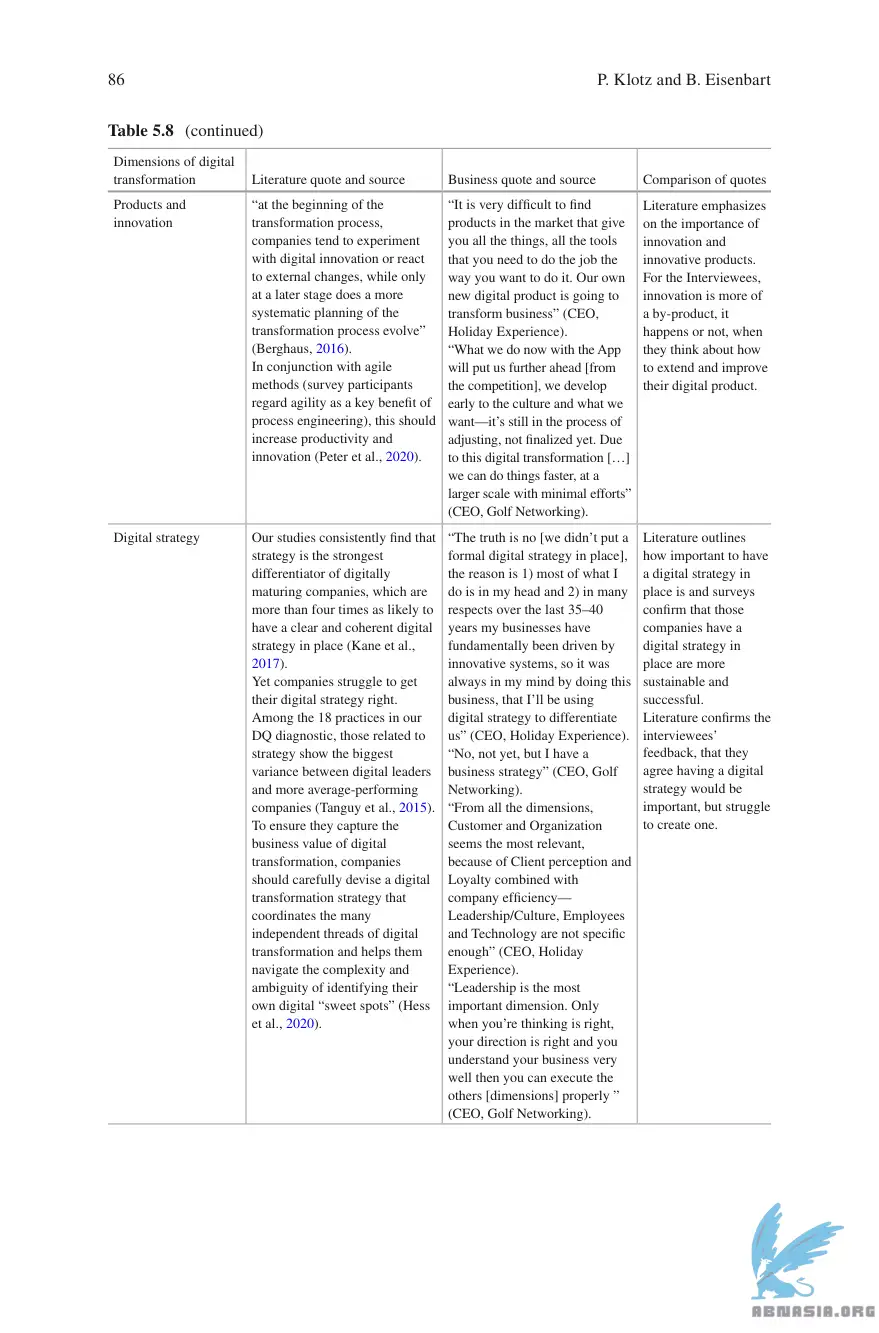 86
P. Klotz and B. Eisenbart
Table 5.8 (continued)
Dimensions of digital
transformation
Literature quote and source
Business quote and source
Comparison of quotes
Products and
innovation
“at the beginning of the
transformation process,
companies tend to experiment
with digital innovation or react
to external changes, while only
at a later stage does a more
systematic planning of the
transformation process evolve”
(Berghaus, 2016).
In conjunction with agile
methods (survey participants
regard agility as a key benefit of
process engineering), this should
increase productivity and
innovation (Peter et al., 2020).
“It is very difficult to find
products in the market that give
you all the things, all the tools
that you need to do the job the
way you want to do it. Our own
new digital product is going to
transform business” (CEO,
Holiday Experience).
“What we do now with the App
will put us further ahead [from
the competition], we develop
early to the culture and what we
want—it’s still in the process of
adjusting, not finalized yet. Due
to this digital transformation […]
we can do things faster, at a
larger scale with minimal efforts”
(CEO, Golf Networking).
Literature emphasizes
on the importance of
innovation and
innovative products.
For the Interviewees,
innovation is more of
a by-product, it
happens or not, when
they think about how
to extend and improve
their digital product.
Digital strategy
Our studies consistently find that
strategy is the strongest
differentiator of digitally
maturing companies, which are
more than four times as likely to
have a clear and coherent digital
strategy in place (Kane et al.,
2017).
Yet companies struggle to get
their digital strategy right.
Among the 18 practices in our
DQ diagnostic, those related to
strategy show the biggest
variance between digital leaders
and more average-performing
companies (Tanguy et al., 2015).
To ensure they capture the
business value of digital
transformation, companies
should carefully devise a digital
transformation strategy that
coordinates the many
independent threads of digital
transformation and helps them
navigate the complexity and
ambiguity of identifying their
own digital “sweet spots” (Hess
et al., 2020).
“The truth is no [we didn’t put a
formal digital strategy in place],
the reason is 1) most of what I
do is in my head and 2) in many
respects over the last 35–40
years my businesses have
fundamentally been driven by
innovative systems, so it was
always in my mind by doing this
business, that I’ll be using
digital strategy to differentiate
us” (CEO, Holiday Experience).
“No, not yet, but I have a
business strategy” (CEO, Golf
Networking).
“From all the dimensions,
Customer and Organization
seems the most relevant,
because of Client perception and
Loyalty combined with
company efficiency—
Leadership/Culture, Employees
and Technology are not specific
enough” (CEO, Holiday
Experience).
“Leadership is the most
important dimension. Only
when you’re thinking is right,
your direction is right and you
understand your business very
well then you can execute the
others [dimensions] properly ”
(CEO, Golf Networking).
Literature outlines
how important to have
a digital strategy in
place is and surveys
confirm that those
companies have a
digital strategy in
place are more
sustainable and
successful.
Literature confirms the
interviewees’
feedback, that they
agree having a digital
strategy would be
important, but struggle
to create one.
ABNASIA.ORG